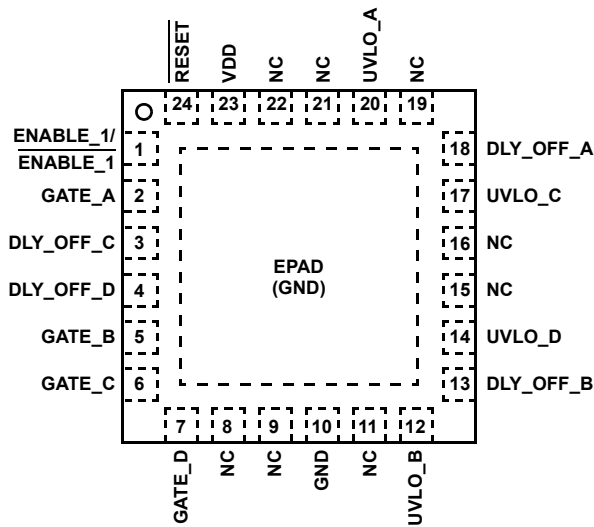 RESET
VDD
NC
NC
UVLO_A
NC
24 23 22 21 20 19
ENABLE_1/
ENABLE_1
1
GATE_A 2
DLY_OFF_C 3
DLY_OFF_D 4
GATE_B 5
GATE_C 6
EPAD
(GND)
18 DLY_OFF_A
17 UVLO_C
16 NC
15 NC
14 UVLO_D
13 DLY_OFF_B
7 8 9 10 11 12
GATE_D
NC
NC
GND
NC
UVLO_B